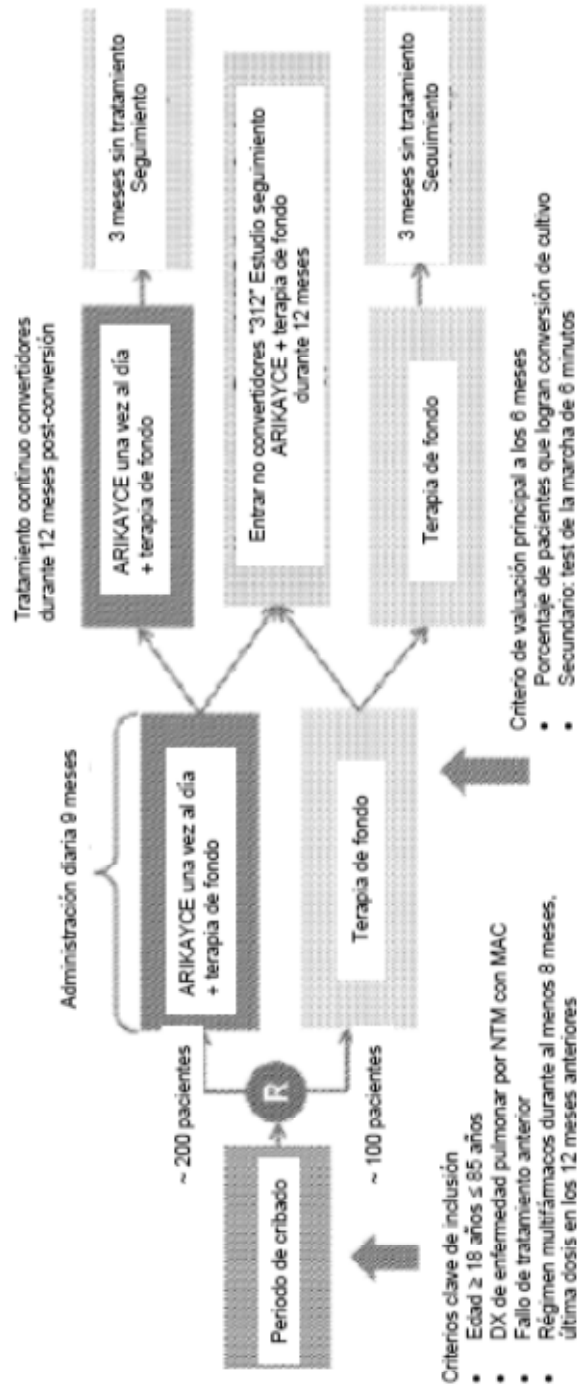 Criterios clave de inclusión
• Edad ≥ 18 años ≤ 85 años
• DX de enfermedad pulmonar por NTM con MAC
• Fallo de tratamiento anterior
• Régimen multifármacos durante al menos 8 meses,
última dosis en los 12 meses anteriores
Periodo de cribado
R
~ 200 pacientes
~ 100 pacientes
Administración diaria 9 meses
ARIKAYCE una vez al día
+ terapia de fondo
Terapia de fondo
Criterio de valuación principal a los 6 meses
• Porcentaje de pacientes que logran conversión de cultivo
• Secundario: test de la marcha de 6 minutos
Tratamiento continuo convertidores
durante 12 meses post-conversión
ARIKAYCE una vez al día
+ terapia de fondo
3 meses sin tratamiento
Seguimiento
Entrar no convertidores "312" Estudio seguimiento
ARIKAYCE + terapia de fondo
durante 12 meses
Terapia de fondo
3 meses sin tratamiento
Seguimiento